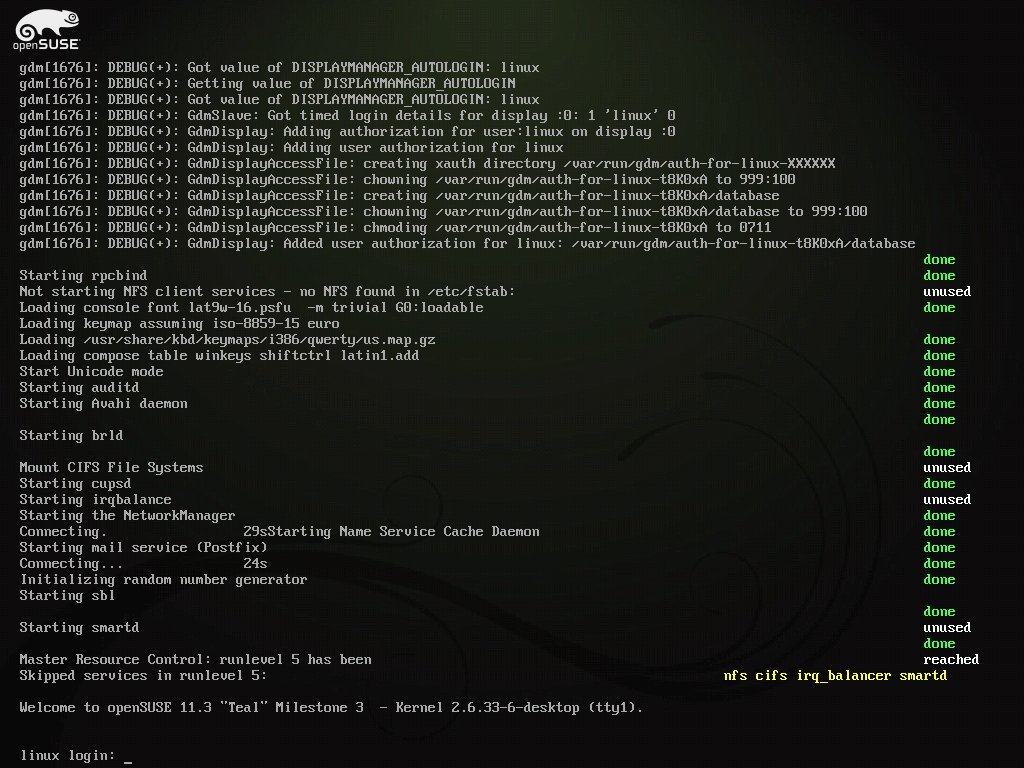 openSUSE
gdm[1676]: DEBUG(+): Got value of DISPLAYMANAGER_AUTOLOGIN: linux
gdm[1676]: DEBUG(+): Getting value of DISPLAYMANAGER_AUTOLOGIN
gdm[1676]: DEBUG(+): Got value of DISPLAYMANAGER_AUTOLOGIN: linux
gdm[1676]: DEBUG(+): GdmSlave: Got timed login details for display :0: 1 'linux' 0
gdm[1676]: DEBUG(+): GdmDisplay: Adding authorization for user:linux on display :0
gdm[1676]: DEBUG(+): GdmDisplay: Adding user authorization for linux
gdm[1676]: DEBUG(+): GdmDisplayAccessFile: creating xauth directory /var/run/gdm/auth-for-linux-XXXXXX
gdm[1676]: DEBUG(+): GdmDisplayAccessFile: chowning /var/run/gdm/auth-for-linux-t8K0xA to 999:100
gdm[1676]: DEBUG(+): GdmDisplayAccessFile: creating /var/run/gdm/auth-for-linux-t8K0xA/database
gdm[1676]: DEBUG(+): GdmDisplayAccessFile: chowning /var/run/gdm/auth-for-linux-t8K0xA/database to 999:100
gdm[1676]: DEBUG(+): GdmDisplayAccessFile: chmoding /var/run/gdm/auth-for-linux-t8K0xA to 0711
gdm[1676]: DEBUG(+): GdmDisplay: Added user authorization for linux: /var/run/gdm/auth-for-linux-t8K0xA/database
done
Starting rpcbind done
Not starting NFS client services - no NFS found in /etc/fstab: unused
Loading console font lat9w-16.psfu  -m trivial G0:loadable done
Loading keymap assuming iso-8859-15 euro
Loading /usr/share/kbd/keymaps/i386/qwerty/us.map.gz done
Loading compose table winkeys shiftctrl latin1.add done
Start Unicode mode done
Starting auditd done
Starting Avahi daemon done
done
Starting brld
done
Mount CIFS File Systems unused
Starting cupsd done
Starting irqbalance unused
Starting the NetworkManager done
Connecting. 29sStarting Name Service Cache Daemon done
Starting mail service (Postfix) done
Connecting... 24s done
Initializing random number generator done
Starting sbl
done
Starting smartd unused
done
Master Resource Control: runlevel 5 has been reached
Skipped services in runlevel 5: nfs cifs irq_balancer smartd
Welcome to openSUSE 11.3 "Teal" Milestone 3  - Kernel 2.6.33-6-desktop (tty1).
linux login: _